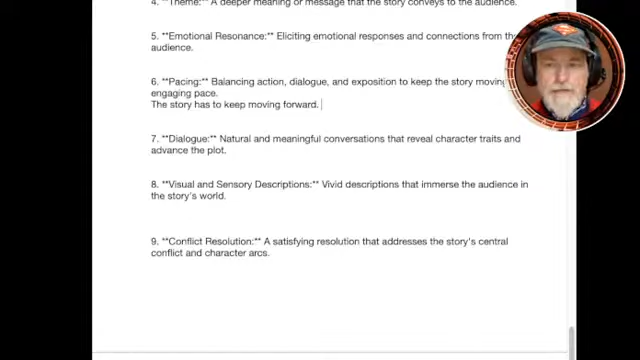 4. **Theme:** A deeper meaning or message that the story conveys to the audience.
5. **Emotional Resonance:** Eliciting emotional responses and connections from the
audience.
6. **Pacing:** Balancing action, dialogue, and exposition to keep the story moving
engaging pace.
The story has to keep moving forward.
7. **Dialogue:** Natural and meaningful conversations that reveal character traits and
advance the plot.
8. **Visual and Sensory Descriptions:** Vivid descriptions that immerse the audience in
the story's world.
9. **Conflict Resolution:** A satisfying resolution that addresses the story's central
conflict and character arcs.